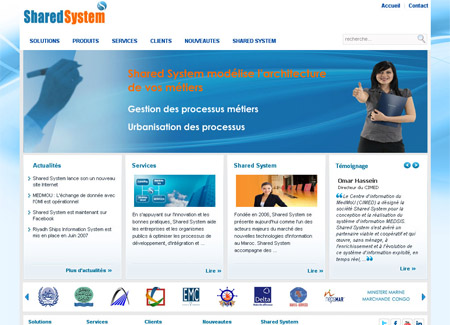 SharedSystem
Accueil
Contact
SOLUTIONS PRODUITS SERVICES CLIENTS NOUVEAUTES SHARED SYSTEM
recherche...
Shared System modélise l'architecture
de vos métiers
Gestion des processus métiers
Urbanisation des processus
Actualités
Shared System lance son un nouveau
site Internet
MEDMOU : L'échange de donnée avec
l'OMI est opérationnel
Shared System est maintenant sur
Facebook
Riyadh Ships Information System est
mis en place en Juin 2007
Plus d'actualités »
Services
En s'appuyant sur l'innovation et les
bonnes pratiques, Shared System aide
les entreprises et les organismes
publics à optimiser les processus de
développement, d'intégration et ...
Lire »
Shared System
Fondée en 2006, Shared System se
présente aujourd'hui comme l'un des
acteurs majeurs du marché des
nouvelles technologies d'information
au Maroc. Shared System
accompagne des ...
Lire »
Témoignage
Omar Hassein
Directeur du CIMED
Le Centre d'information du
MedMoU (CIMED) a désigné la
société Shared System pour la
conception et la réalisation du
système d'information MEDSIS.
Shared System s'est avéré un
partenaire viable et coopératif et qui
œuvre, sans ménage, à
l'enrichissement et à l'évolution de
ce système d'information exploité, en
temps réel, ...
Lire »
EMC
Delta
MINISTERE MARINE
MARCHANDE CONGO
Solutions Services Clients Nouveautes Shared System